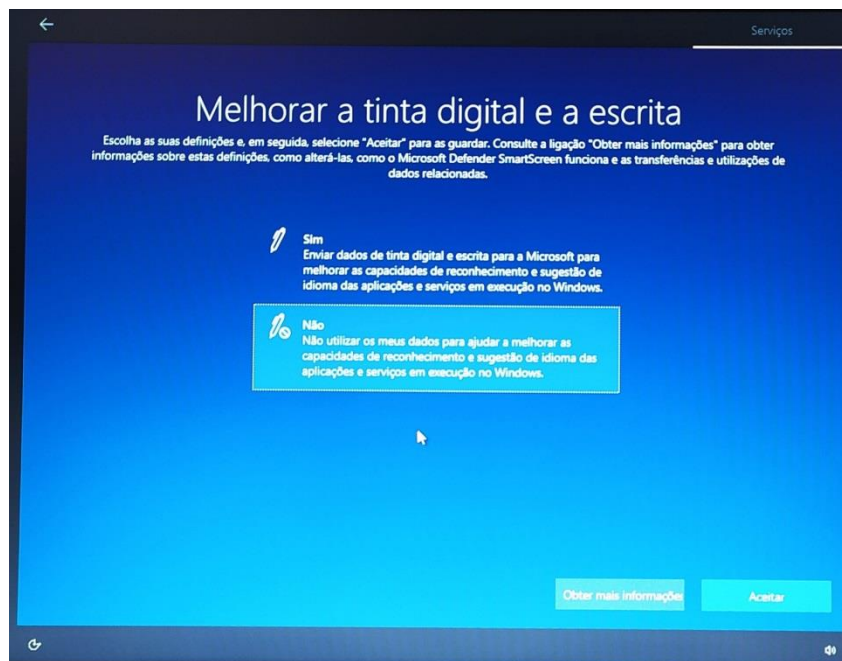 Serviços
Melhorar a tinta digital e a escrita
Escolha as suas definições e, em seguida, selecione "Aceitar" para as guardar. Consulte a ligação "Obter mais informações" para obter
informações sobre estas definições, como alterá-las, como o Microsoft Defender SmartScreen funciona e as transferências e utilizações de
dados relacionadas.
Sim
Enviar dados de tinta digital e escrita para a Microsoft para
melhorar as capacidades de reconhecimento e sugestão de
idioma das aplicações e serviços em execução no Windows.
Não
Não utilizar os meus dados para ajudar a melhorar as
capacidades de reconhecimento e sugestão de idioma das
aplicações e serviços em execução no Windows.
Obter mais informações
Aceitar